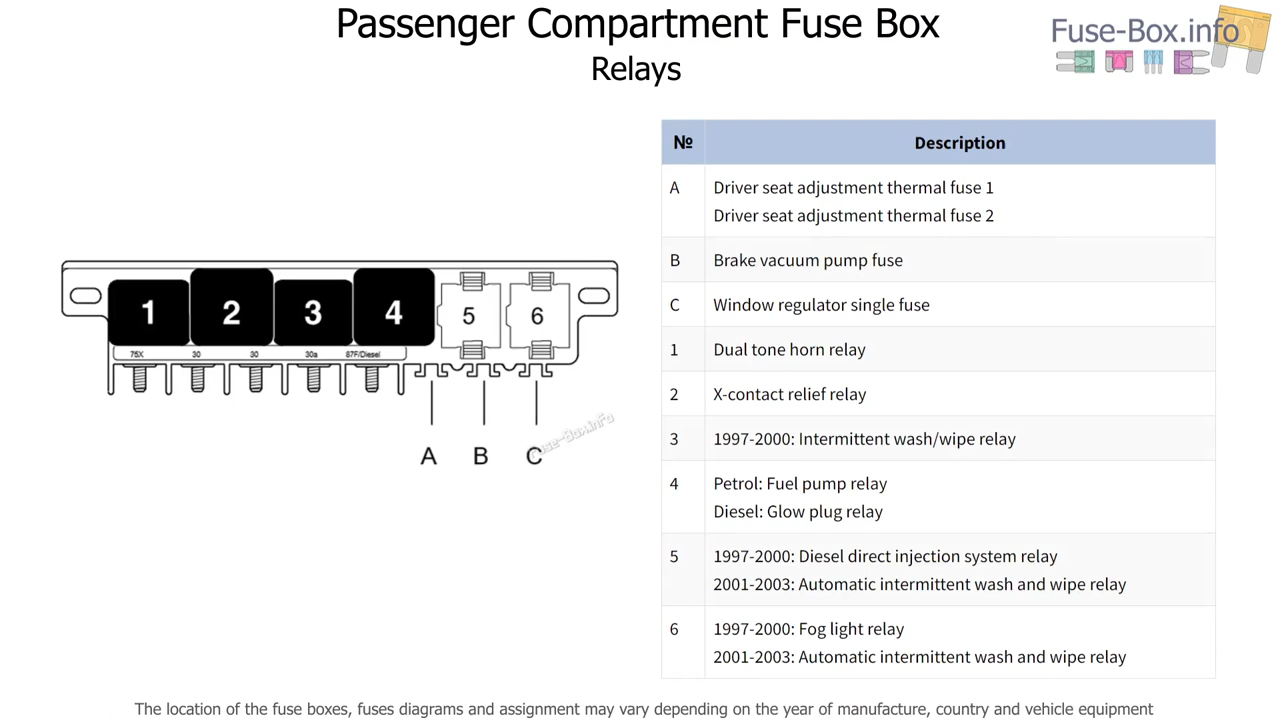 Passenger Compartment Fuse Box
Relays
Fuse-Box.info
№ Description
A Driver seat adjustment thermal fuse 1
Driver seat adjustment thermal fuse 2
B Brake vacuum pump fuse
C Window regulator single fuse
1 Dual tone horn relay
2 X-contact relief relay
3 1997-2000: Intermittent wash/wipe relay
4 Petrol: Fuel pump relay
Diesel: Glow plug relay
5 1997-2000: Diesel direct injection system relay
2001-2003: Automatic intermittent wash and wipe relay
6 1997-2000: Fog light relay
2001-2003: Automatic intermittent wash and wipe relay
1 2 3 4 5 6
75X 30 30 30a 87F/Diesel
A B C
Fuse-Box.info
The location of the fuse boxes, fuses diagrams and assignment may vary depending on the year of manufacture, country and vehicle equipment